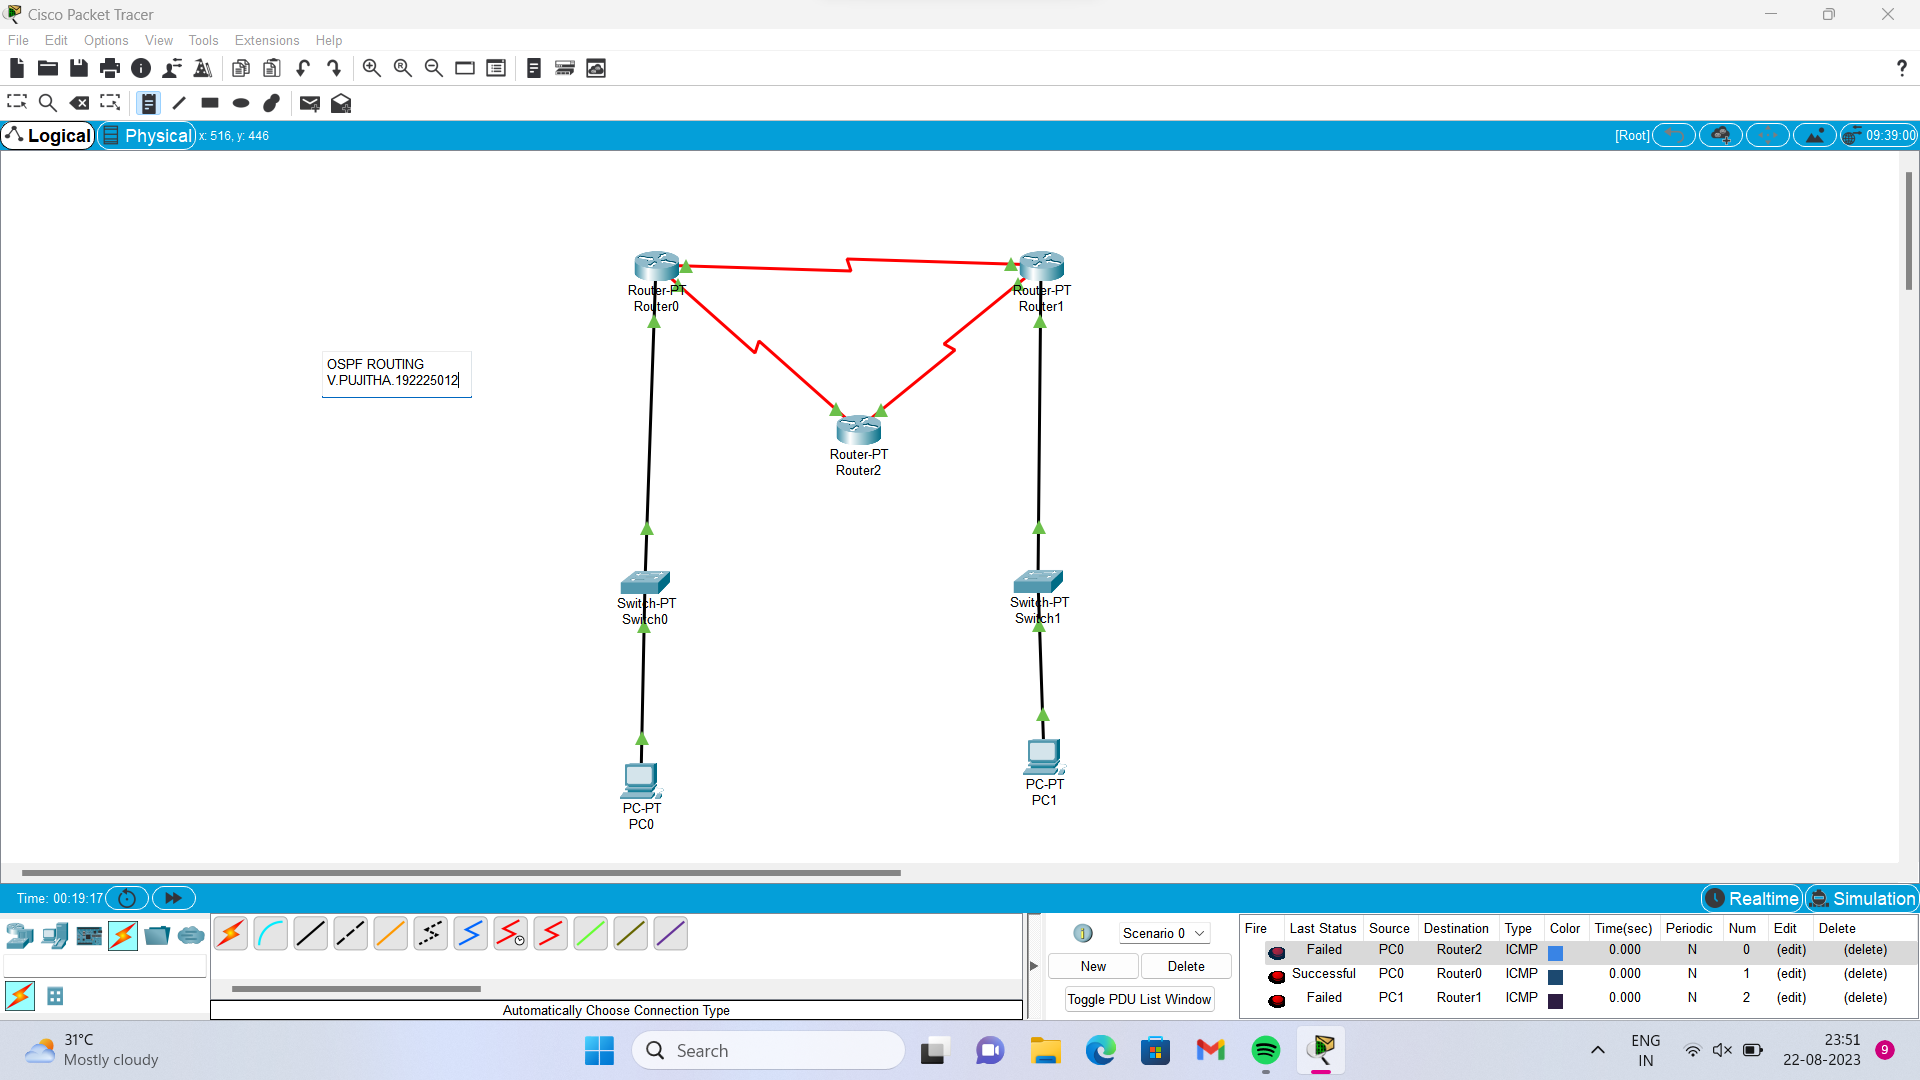 Cisco Packet Tracer
File Edit Options View Tools Extensions Help
?
Logical Physical x: 516, y: 446 [Root] 09:39:00
Router-PT
Router0
Router-PT
Router1
OSPF ROUTING
V.PUJITHA.192225012
Router-PT
Router2
Switch-PT
Switch0
Switch-PT
Switch1
PC-PT
PC0
PC-PT
PC1
Time: 00:19:17 Realtime Simulation
Scenario 0
New Delete
Toggle PDU List Window
Fire Last Status Source Destination Type Color Time(sec) Periodic Num Edit Delete
Failed PC0 Router2 ICMP 0.000 N 0 (edit) (delete)
Successful PC0 Router0 ICMP 0.000 N 1 (edit) (delete)
Failed PC1 Router1 ICMP 0.000 N 2 (edit) (delete)
Automatically Choose Connection Type
31°C
Mostly cloudy
Search
ENG
IN
23:51
22-08-2023
9